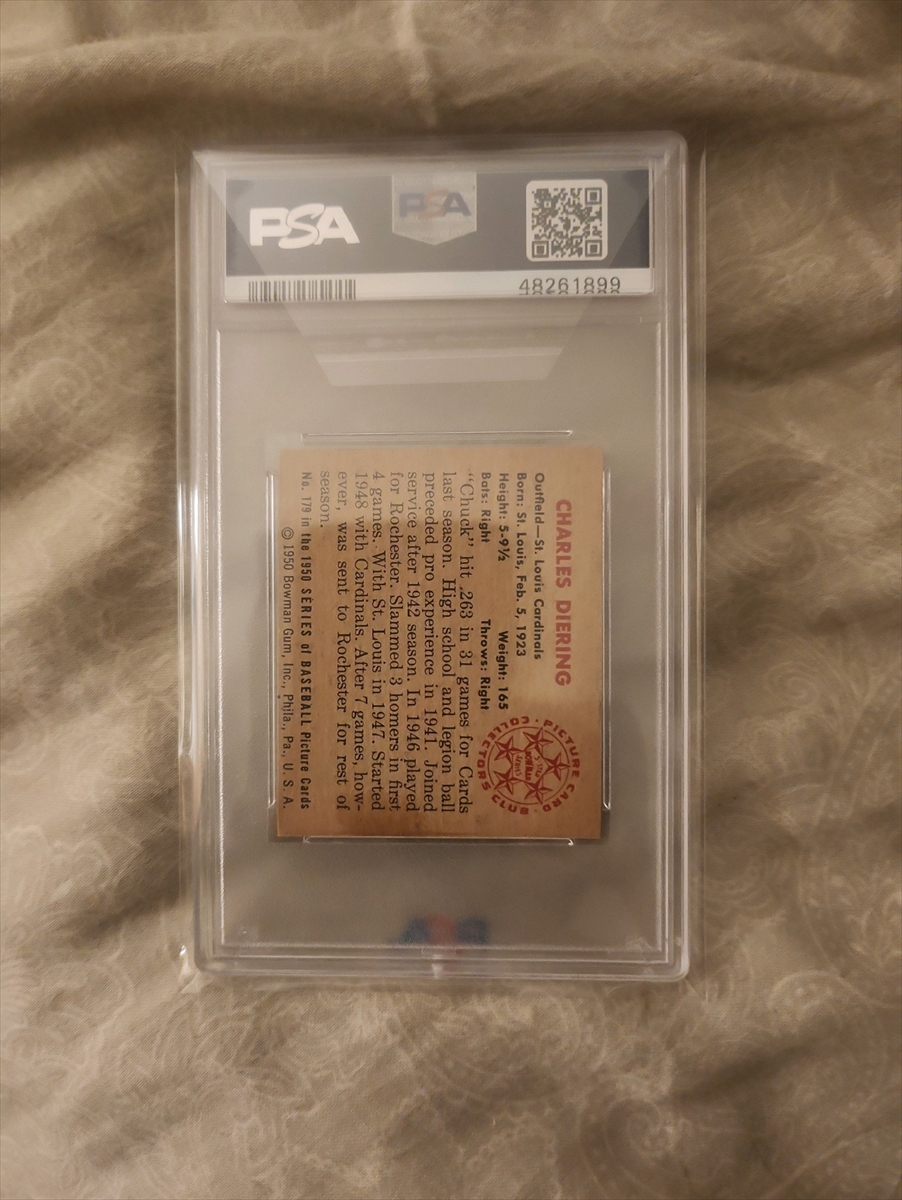 PSA
PSA
48261899
CHARLES DIERING
Outfield—St. Louis Cardinals
Born: St. Louis, Feb. 5, 1923
Height: 5-9½ Weight: 165
Bats: Right Throws: Right
"Chuck" hit .263 in 31 games for Cards
last season. High school and legion ball
preceded pro experience in 1941. Joined
service after 1942 season. In 1946 played
for Rochester. Slammed 3 homers in first
4 games. With St. Louis in 1947. Started
1948 with Cardinals. After 7 games, how-
ever, was sent to Rochester for rest of
season.
No. 179 in the 1950 SERIES of BASEBALL Picture Cards
© 1950 Bowman Gum, Inc., Phila., Pa., U. S. A.
PICTURE CARD
COLLECTORS CLUB
5 STAR
BOWMAN